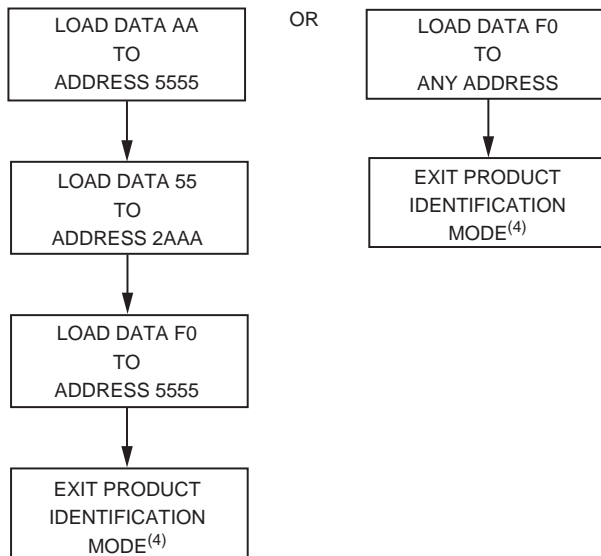 LOAD DATA AA
TO
ADDRESS 5555
LOAD DATA 55
TO
ADDRESS 2AAA
LOAD DATA F0
TO
ADDRESS 5555
EXIT PRODUCT
IDENTIFICATION
MODE(4)
OR
LOAD DATA F0
TO
ANY ADDRESS
EXIT PRODUCT
IDENTIFICATION
MODE(4)